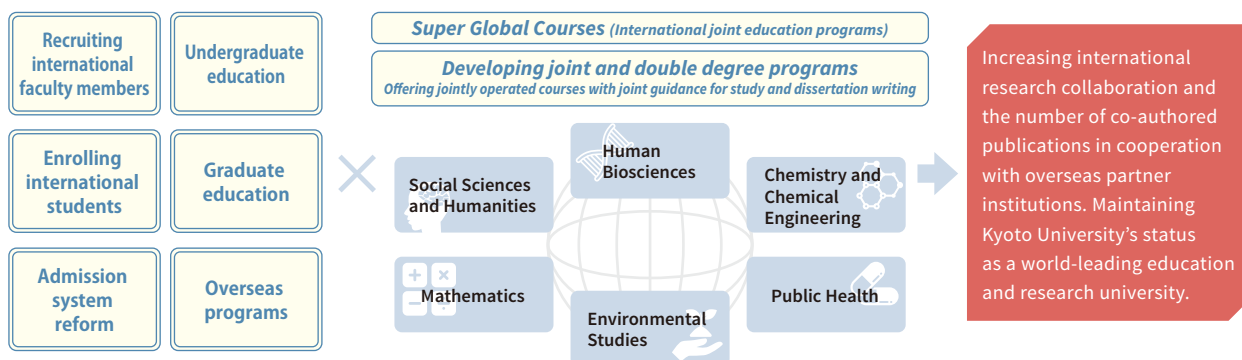 Recruiting
international
faculty members
Undergraduate
education
Enrolling
international
students
Graduate
education
Admission
system
reform
Overseas
programs
Super Global Courses (International joint education programs)
Developing joint and double degree programs
Offering jointly operated courses with joint guidance for study and dissertation writing
Social Sciences
and Humanities
Human
Biosciences
Chemistry and
Chemical
Engineering
Mathematics
Environmental
Studies
Public Health
Increasing international
research collaboration and
the number of co-authored
publications in cooperation
with overseas partner
institutions. Maintaining
Kyoto University’s status
as a world-leading education
and research university.